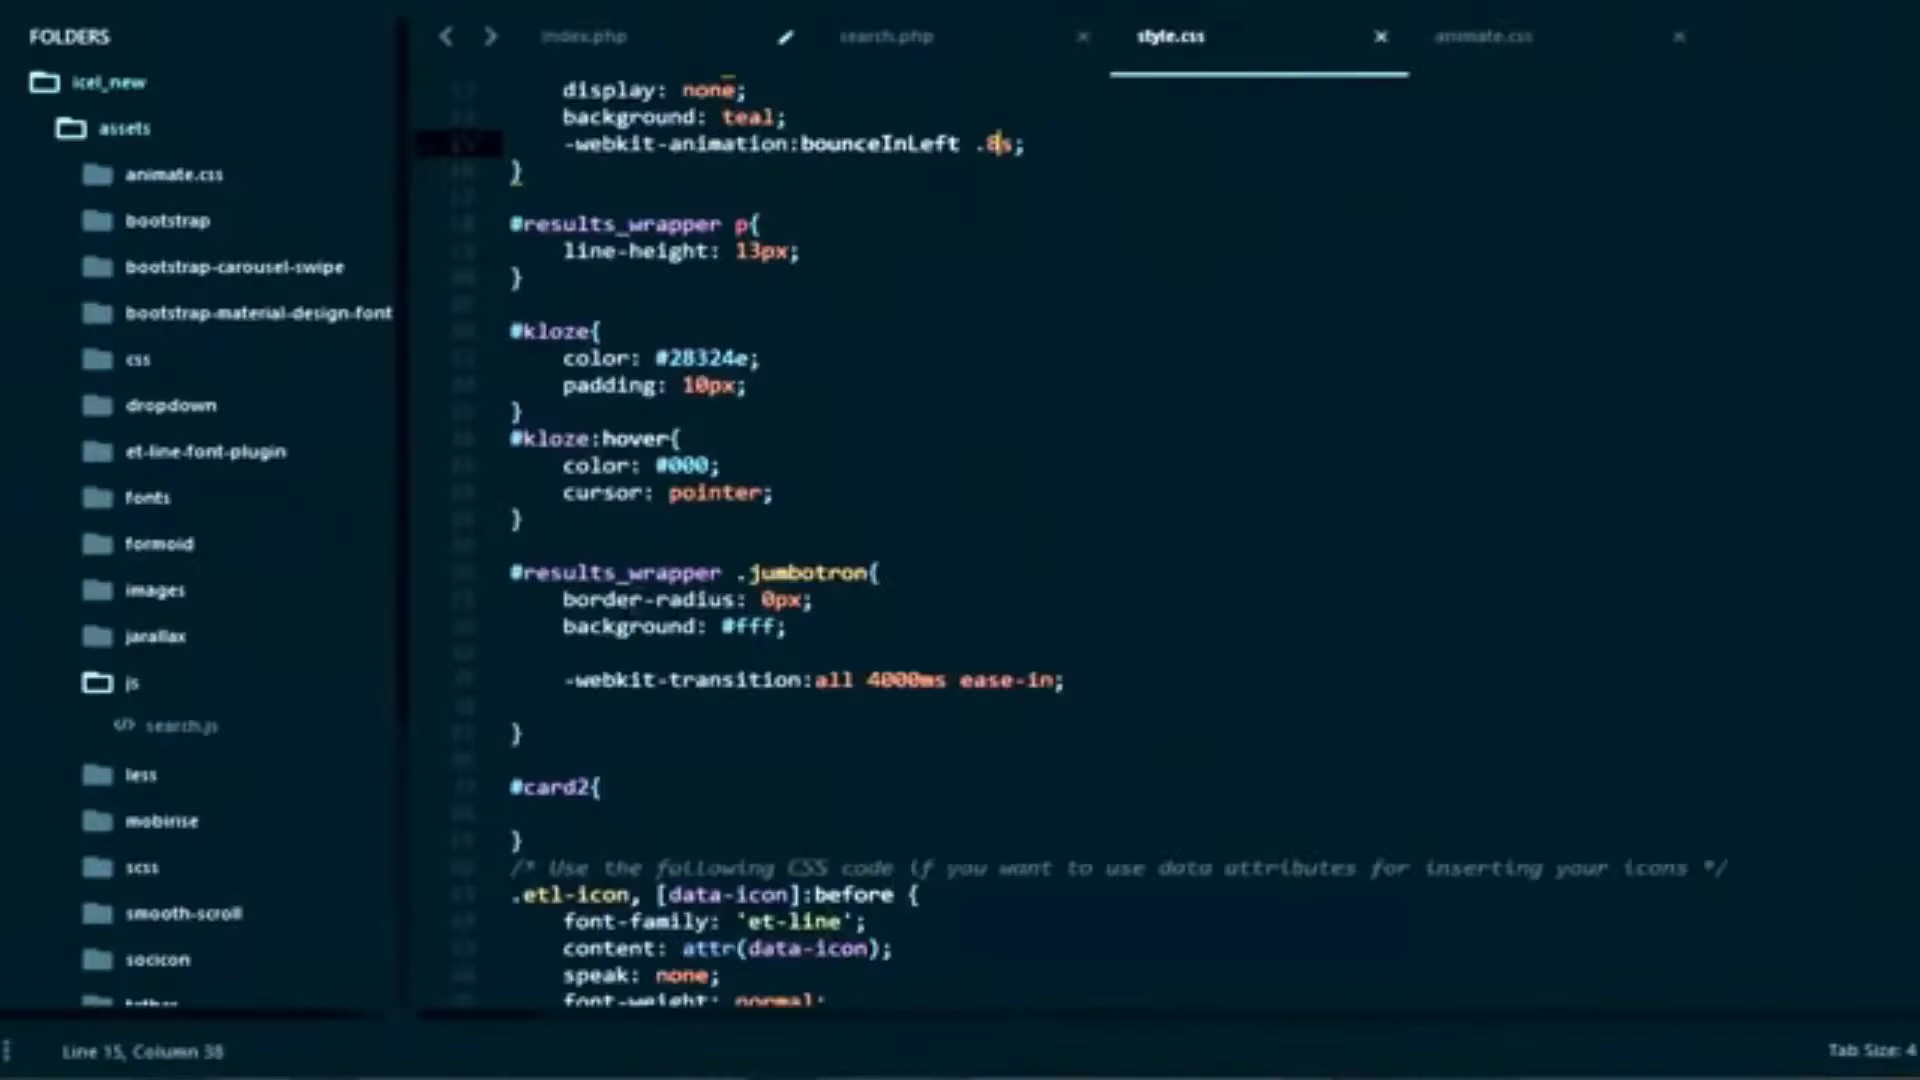 FOLDERS
icel_new
assets
animate.css
bootstrap
bootstrap-carousel-swipe
bootstrap-material-design-font
css
dropdown
et-line-font-plugin
fonts
formoid
images
jarallax
js
search.js
less
mobirise
scss
smooth-scroll
socicon
index.php
search.php
style.css
animate.css
display: none;
background: teal;
-webkit-animation:bounceInLeft .8s;
}
#results_wrapper p{
line-height: 13px;
}
#kloze{
color: #28324e;
padding: 10px;
}
#kloze:hover{
color: #000;
cursor: pointer;
}
#results_wrapper .jumbotron{
border-radius: 0px;
background: #fff;
-webkit-transition:all 4000ms ease-in;
}
#card2{
}
/* Use the following CSS code if you want to use data attributes for inserting your icons */
.etl-icon, [data-icon]:before {
font-family: 'et-line';
content: attr(data-icon);
speak: none;
font-weight: normal;
Line 15, Column 38
Tab Size: 4